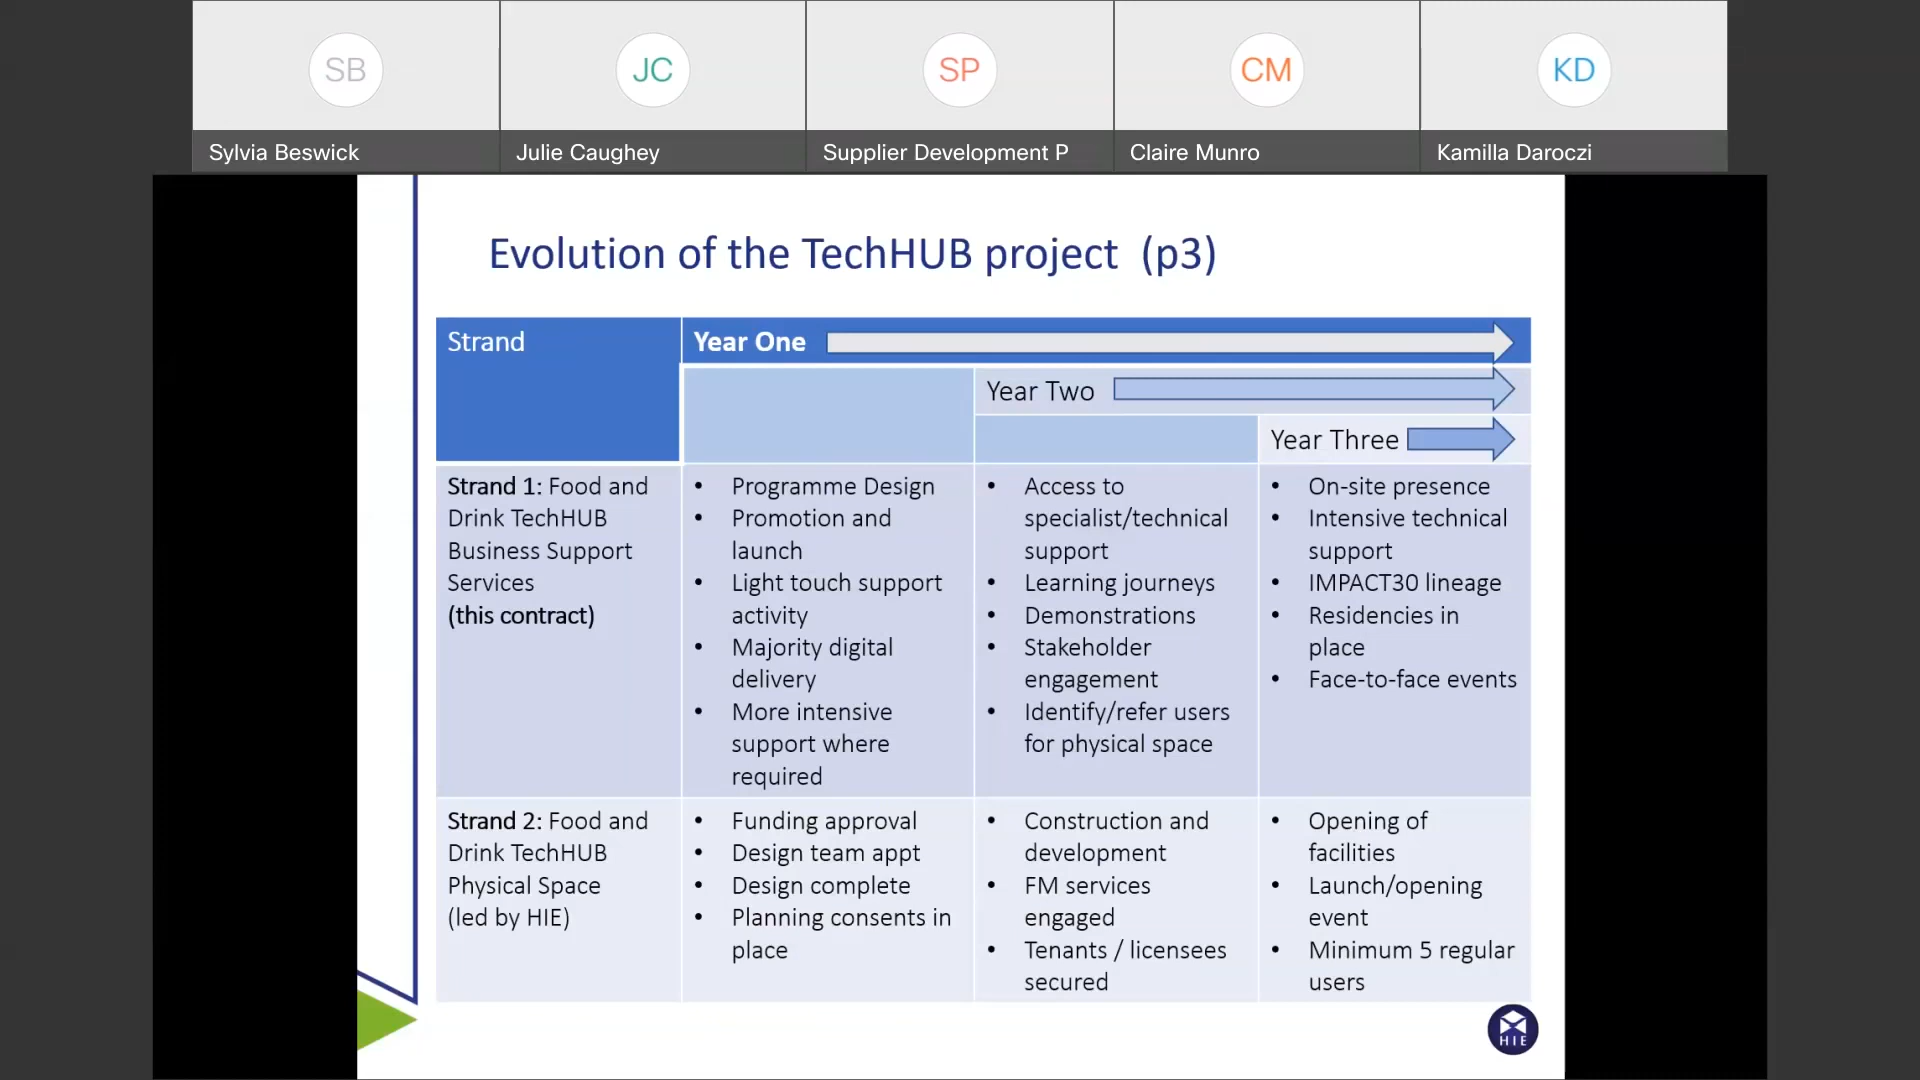 SB
JC
SP
CM
KD
Sylvia Beswick
Julie Caughey
Supplier Development P
Claire Munro
Kamilla Daroczi
Evolution of the TechHUB project (p3)
Strand
Year One
Year Two
Year Three
Strand 1: Food and
Drink TechHUB
Business Support
Services
(this contract)
• Programme Design
• Promotion and
launch
• Light touch support
activity
• Majority digital
delivery
• More intensive
support where
required
• Access to
specialist/technical
support
• Learning journeys
• Demonstrations
• Stakeholder
engagement
• Identify/refer users
for physical space
• On-site presence
• Intensive technical
support
• IMPACT30 lineage
• Residencies in
place
• Face-to-face events
Strand 2: Food and
Drink TechHUB
Physical Space
(led by HIE)
• Funding approval
• Design team appt
• Design complete
• Planning consents in
place
• Construction and
development
• FM services
engaged
• Tenants / licensees
secured
• Opening of
facilities
• Launch/opening
event
• Minimum 5 regular
users
HIE